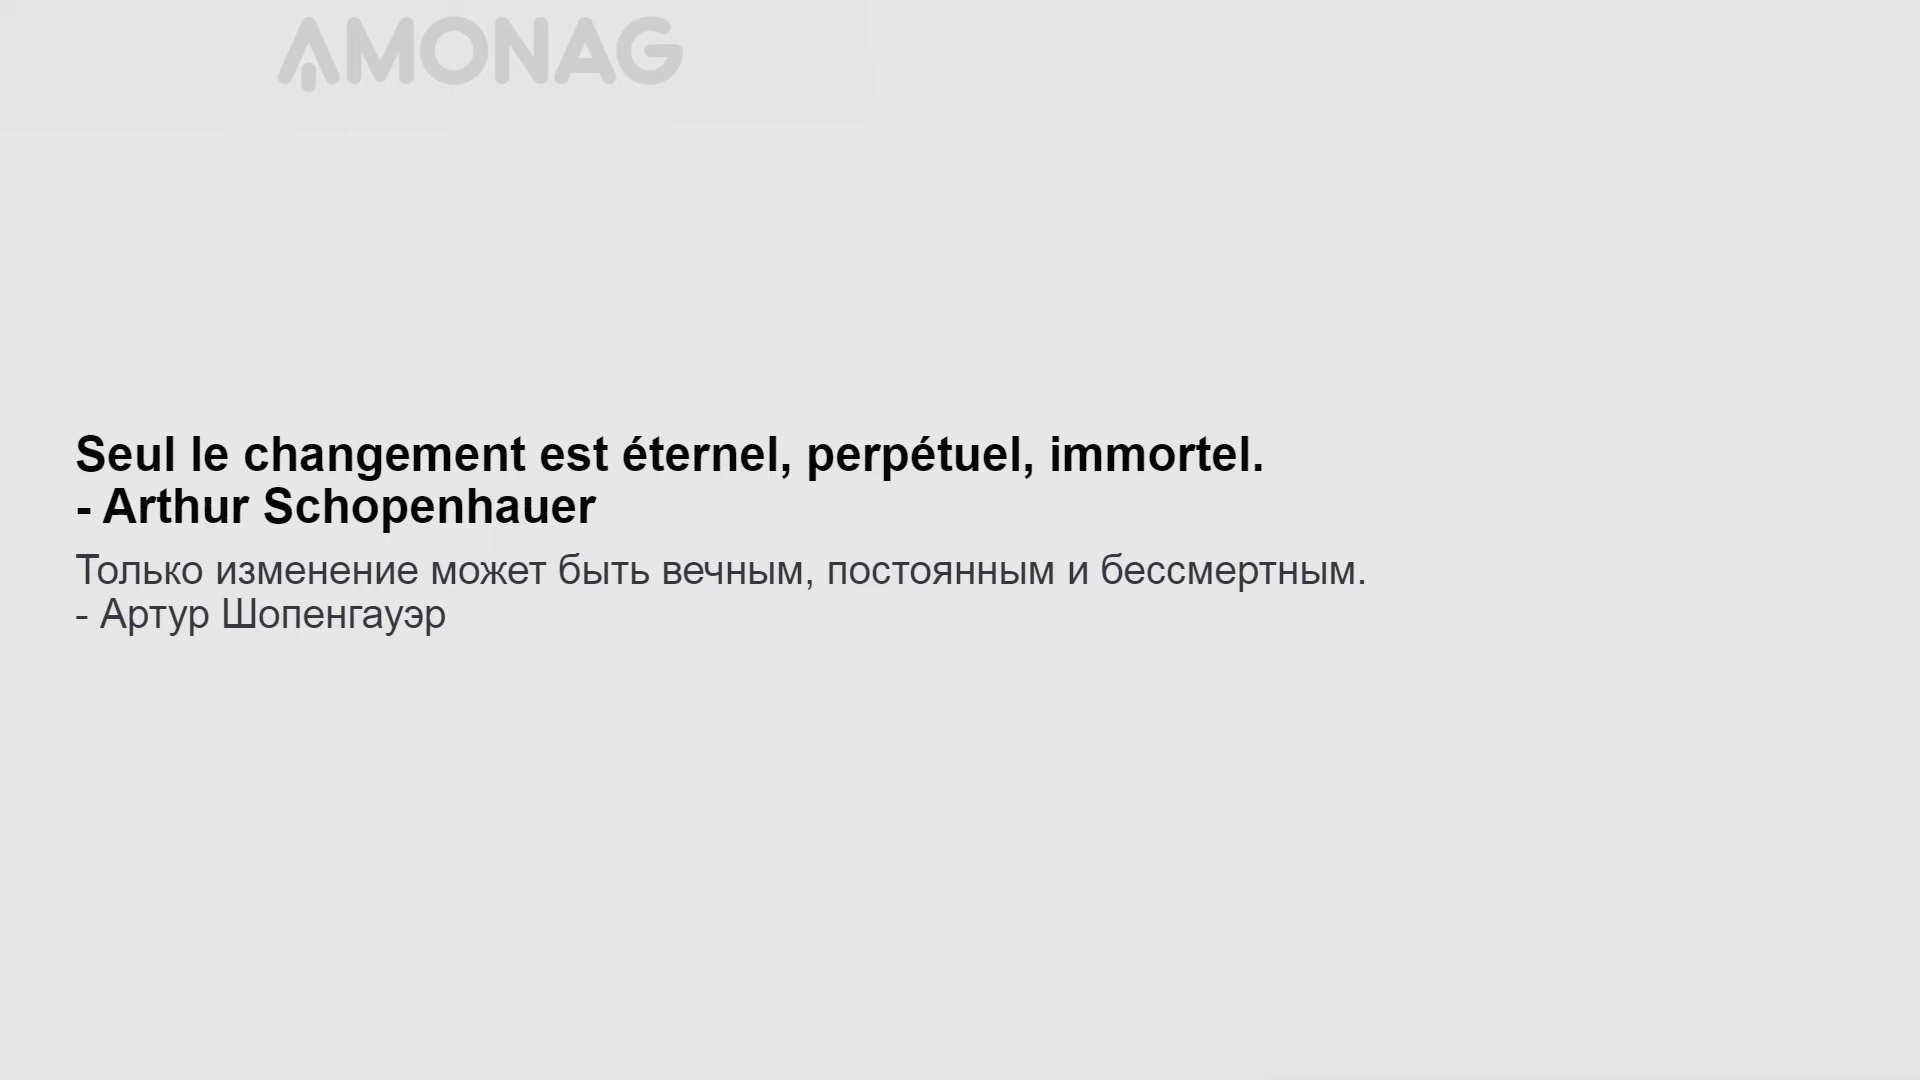 AMONAG
Seul le changement est éternel, perpétuel, immortel.
- Arthur Schopenhauer
Только изменение может быть вечным, постоянным и бессмертным.
- Артур Шопенгауэр